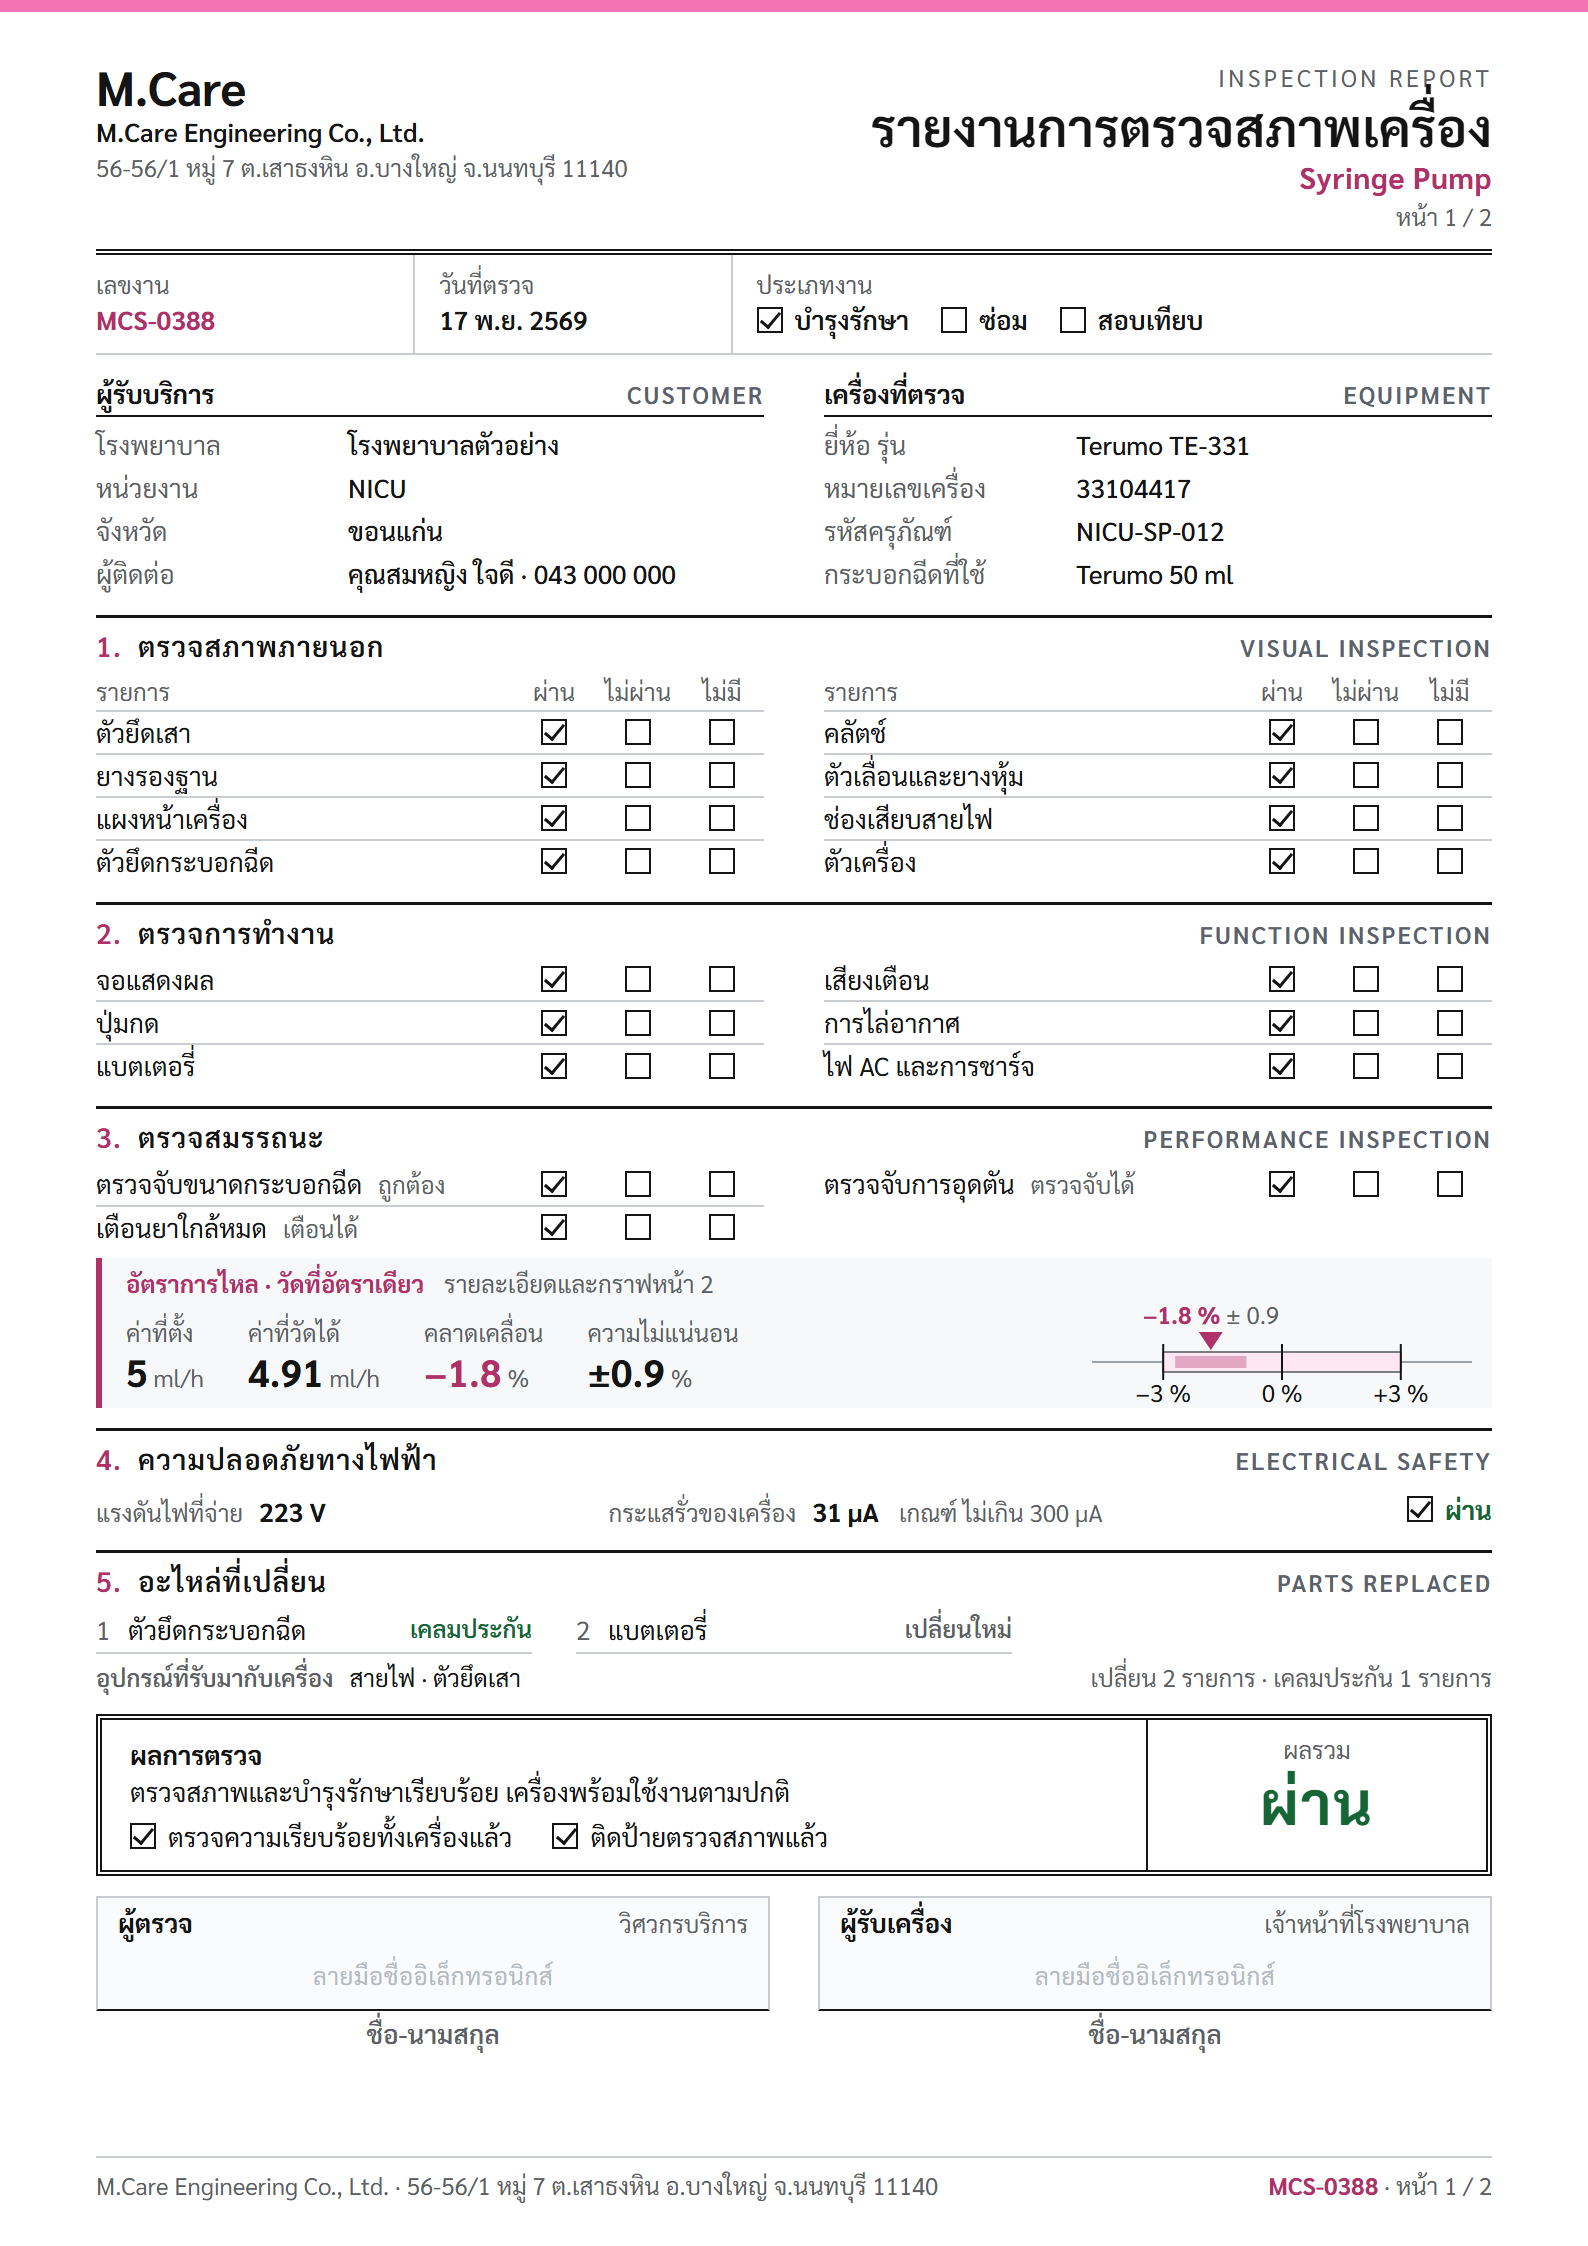 M.Care
M.Care Engineering Co., Ltd.
56-56/1 หมู่ 7 ต.เสาธงหิน อ.บางใหญ่ จ.นนทบุรี 11140
INSPECTION REPORT
รายงานการตรวจสภาพเครื่อง
Syringe Pump
หน้า 1 / 2
เลขงาน
MCS-0388
วันที่ตรวจ
17 พ.ย. 2569
ประเภทงาน
บำรุงรักษา ซ่อม สอบเทียบ
ผู้รับบริการ CUSTOMER
โรงพยาบาล โรงพยาบาลตัวอย่าง
หน่วยงาน NICU
จังหวัด ขอนแก่น
ผู้ติดต่อ คุณสมหญิง ใจดี · 043 000 000
เครื่องที่ตรวจ EQUIPMENT
ยี่ห้อ รุ่น Terumo TE-331
หมายเลขเครื่อง 33104417
รหัสครุภัณฑ์ NICU-SP-012
กระบอกฉีดที่ใช้ Terumo 50 ml
1. ตรวจสภาพภายนอก VISUAL INSPECTION
รายการ ผ่าน ไม่ผ่าน ไม่มี
ตัวยึดเสา
ยางรองฐาน
แผงหน้าเครื่อง
ตัวยึดกระบอกฉีด
รายการ ผ่าน ไม่ผ่าน ไม่มี
คลัตช์
ตัวเลื่อนและยางหุ้ม
ช่องเสียบสายไฟ
ตัวเครื่อง
2. ตรวจการทำงาน FUNCTION INSPECTION
จอแสดงผล
ปุ่มกด
แบตเตอรี่
เสียงเตือน
การไล่อากาศ
ไฟ AC และการชาร์จ
3. ตรวจสมรรถนะ PERFORMANCE INSPECTION
ตรวจจับขนาดกระบอกฉีด ถูกต้อง
เตือนยาใกล้หมด เตือนได้
ตรวจจับการอุดตัน ตรวจจับได้
อัตราการไหล · วัดที่อัตราเดียว รายละเอียดและกราฟหน้า 2
ค่าที่ตั้ง ค่าที่วัดได้ คลาดเคลื่อน ความไม่แน่นอน
5 ml/h 4.91 ml/h −1.8 % ±0.9 %
−1.8 % ± 0.9
−3 % 0 % +3 %
4. ความปลอดภัยทางไฟฟ้า ELECTRICAL SAFETY
แรงดันไฟที่จ่าย 223 V กระแสรั่วของเครื่อง 31 µA เกณฑ์ ไม่เกิน 300 µA ผ่าน
5. อะไหล่ที่เปลี่ยน PARTS REPLACED
1 ตัวยึดกระบอกฉีด เคลมประกัน 2 แบตเตอรี่ เปลี่ยนใหม่
อุปกรณ์ที่รับมากับเครื่อง สายไฟ · ตัวยึดเสา เปลี่ยน 2 รายการ · เคลมประกัน 1 รายการ
ผลการตรวจ
ตรวจสภาพและบำรุงรักษาเรียบร้อย เครื่องพร้อมใช้งานตามปกติ
ตรวจความเรียบร้อยทั้งเครื่องแล้ว ติดป้ายตรวจสภาพแล้ว
ผลรวม
ผ่าน
ผู้ตรวจ วิศวกรบริการ
ลายมือชื่ออิเล็กทรอนิกส์
ชื่อ-นามสกุล
ผู้รับเครื่อง เจ้าหน้าที่โรงพยาบาล
ลายมือชื่ออิเล็กทรอนิกส์
ชื่อ-นามสกุล
M.Care Engineering Co., Ltd. · 56-56/1 หมู่ 7 ต.เสาธงหิน อ.บางใหญ่ จ.นนทบุรี 11140 MCS-0388 · หน้า 1 / 2